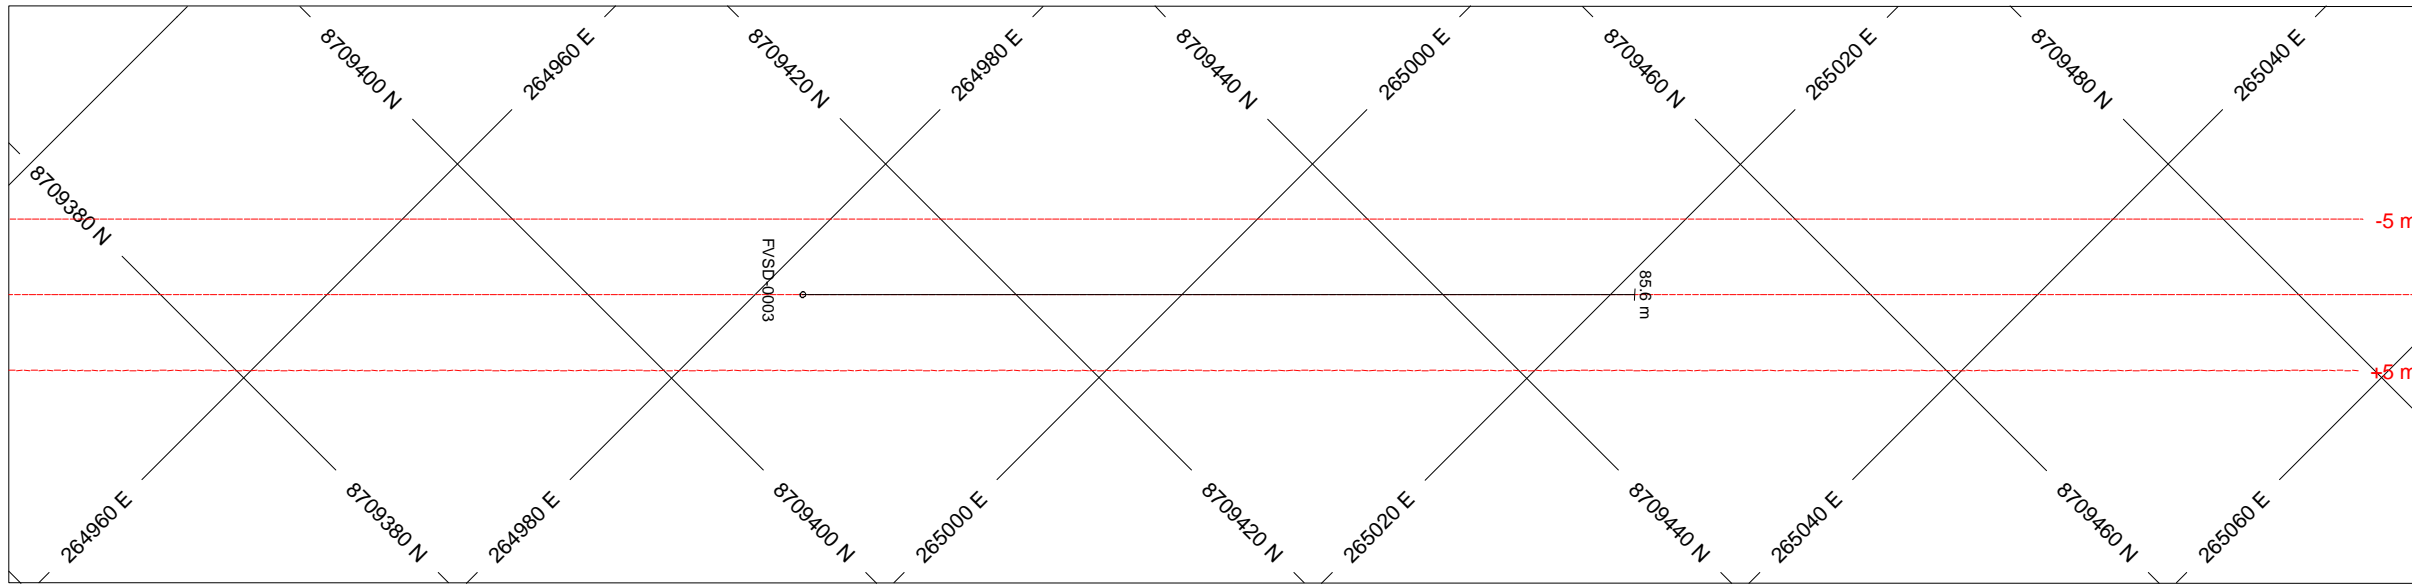 8709400 N
264960 E
8709420 N
264980 E
8709440 N
265000 E
8709460 N
265020 E
8709480 N
265040 E
8709380 N
-5 m
FVSD-0003
85.6 m
+5 m
264960 E
8709380 N
264980 E
8709400 N
265000 E
8709420 N
265020 E
8709440 N
265040 E
8709460 N
265060 E